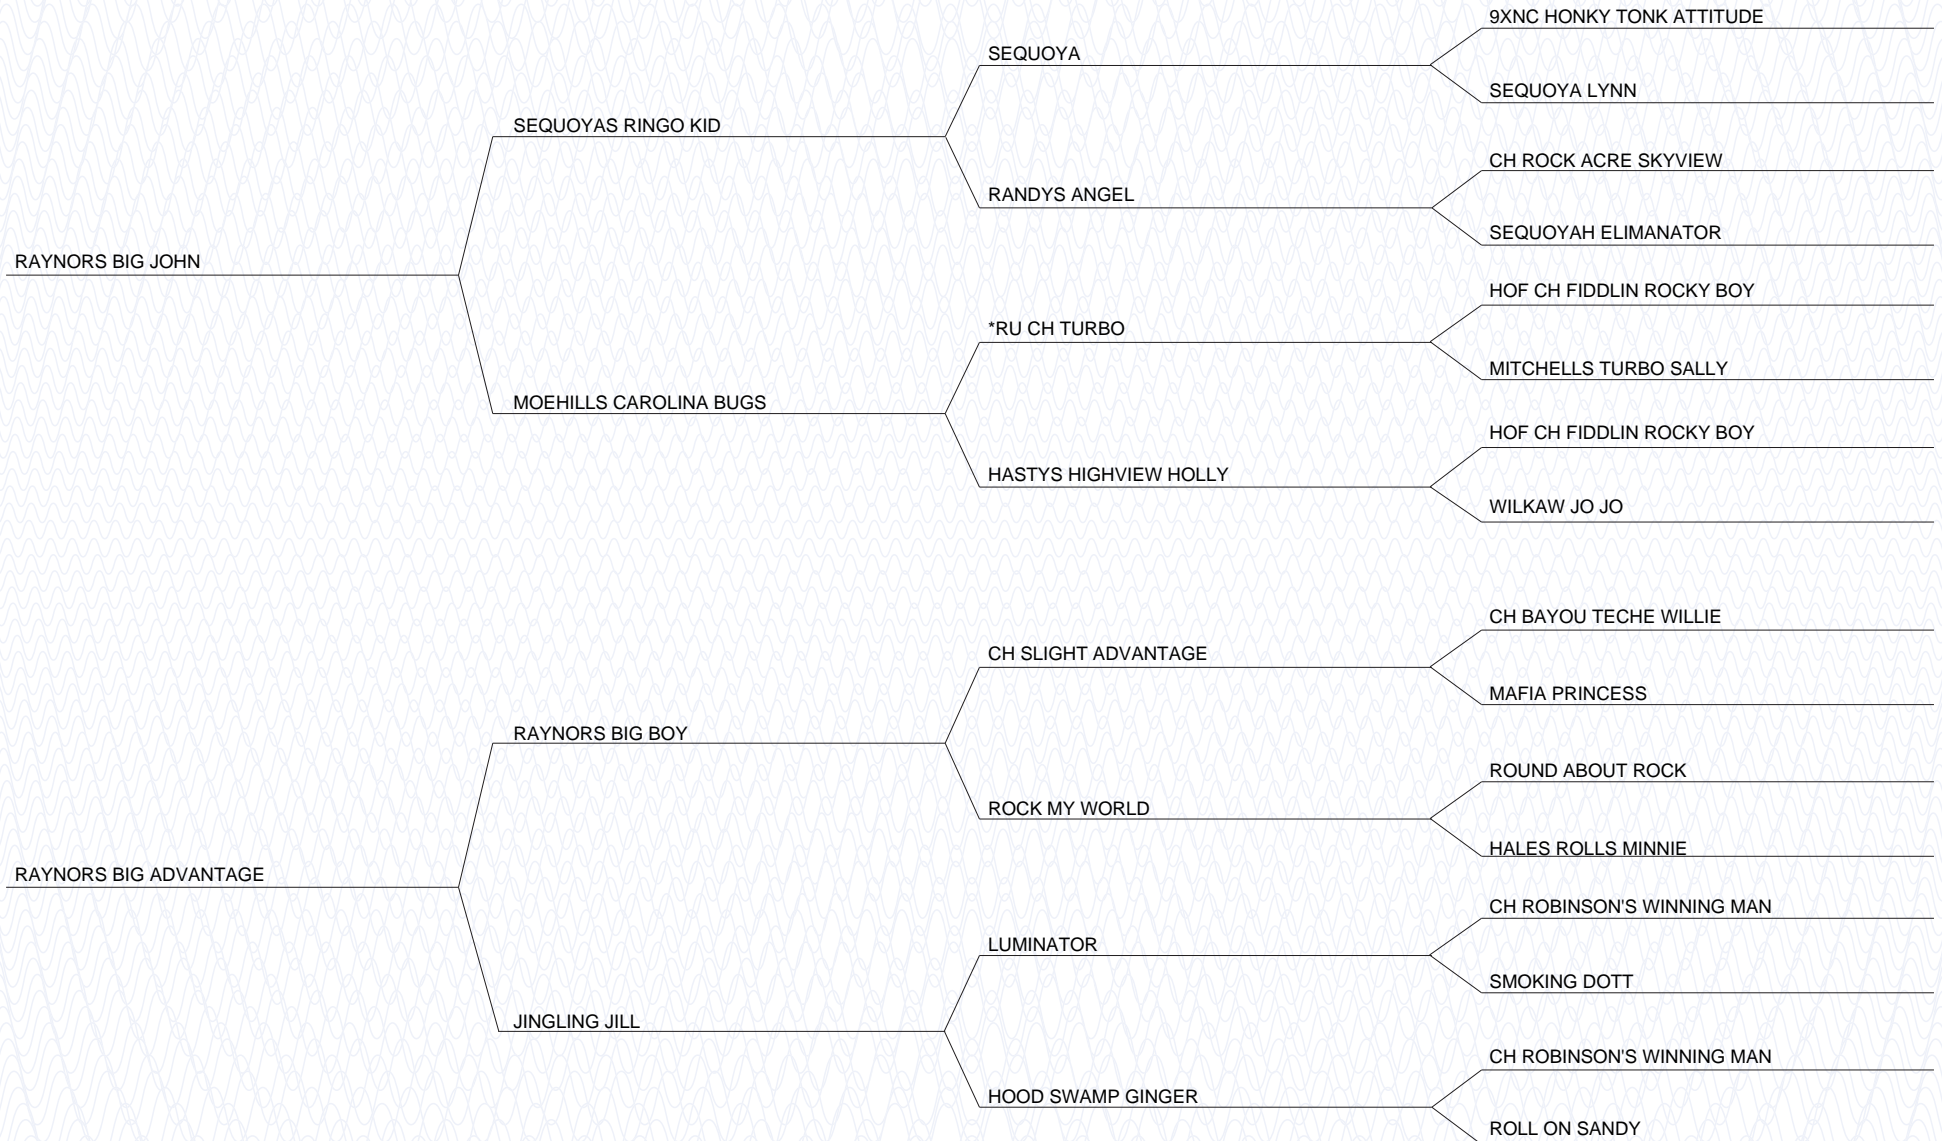 9XNC HONKY TONK ATTITUDE
SEQUOYA
SEQUOYA LYNN
SEQUOYAS RINGO KID
CH ROCK ACRE SKYVIEW
RANDYS ANGEL
SEQUOYAH ELIMANATOR
RAYNORS BIG JOHN
HOF CH FIDDLIN ROCKY BOY
*RU CH TURBO
MITCHELLS TURBO SALLY
MOEHILLS CAROLINA BUGS
HOF CH FIDDLIN ROCKY BOY
HASTYS HIGHVIEW HOLLY
WILKAW JO JO
CH BAYOU TECHE WILLIE
CH SLIGHT ADVANTAGE
MAFIA PRINCESS
RAYNORS BIG BOY
ROUND ABOUT ROCK
ROCK MY WORLD
HALES ROLLS MINNIE
RAYNORS BIG ADVANTAGE
CH ROBINSON'S WINNING MAN
LUMINATOR
SMOKING DOTT
JINGLING JILL
CH ROBINSON'S WINNING MAN
HOOD SWAMP GINGER
ROLL ON SANDY